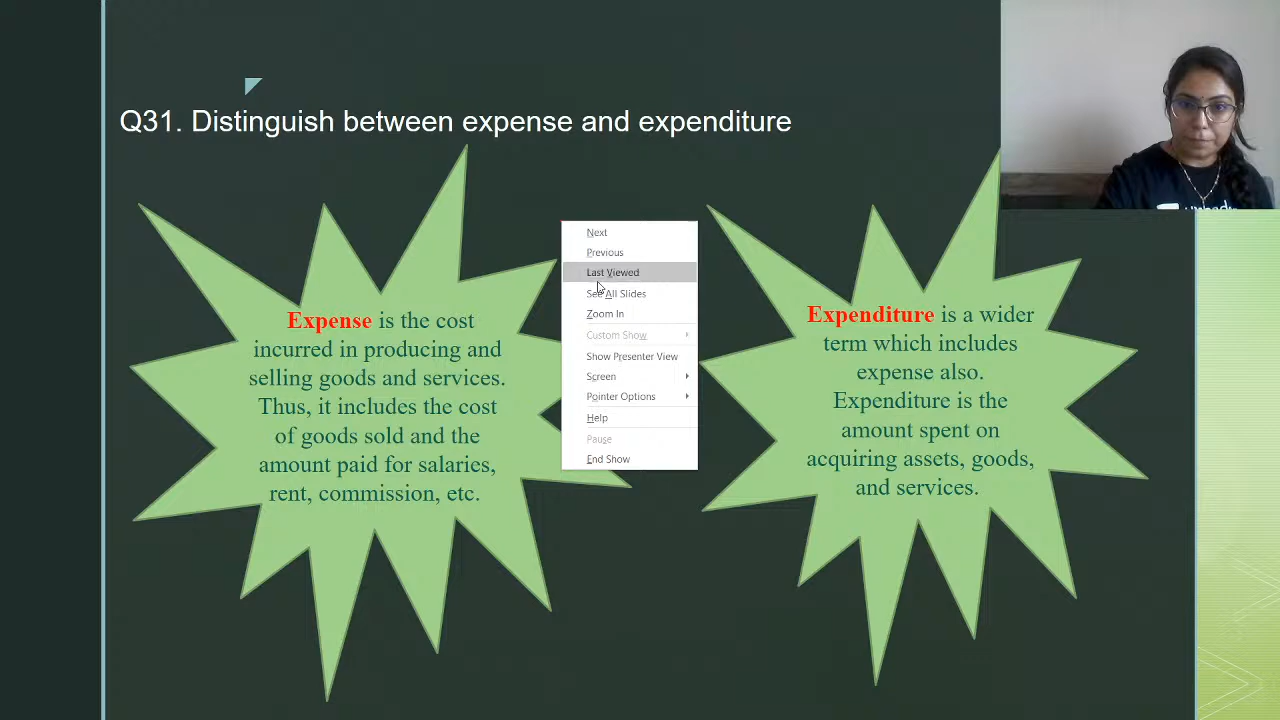 Q31. Distinguish between expense and expenditure
Expense is the cost
incurred in producing and
selling goods and services.
Thus, it includes the cost
of goods sold and the
amount paid for salaries,
rent, commission, etc.
Next
Previous
Last Viewed
See All Slides
Zoom In
Custom Show
Show Presenter View
Screen
Pointer Options
Help
Pause
End Show
Expenditure is a wider
term which includes
expense also.
Expenditure is the
amount spent on
acquiring assets, goods,
and services.